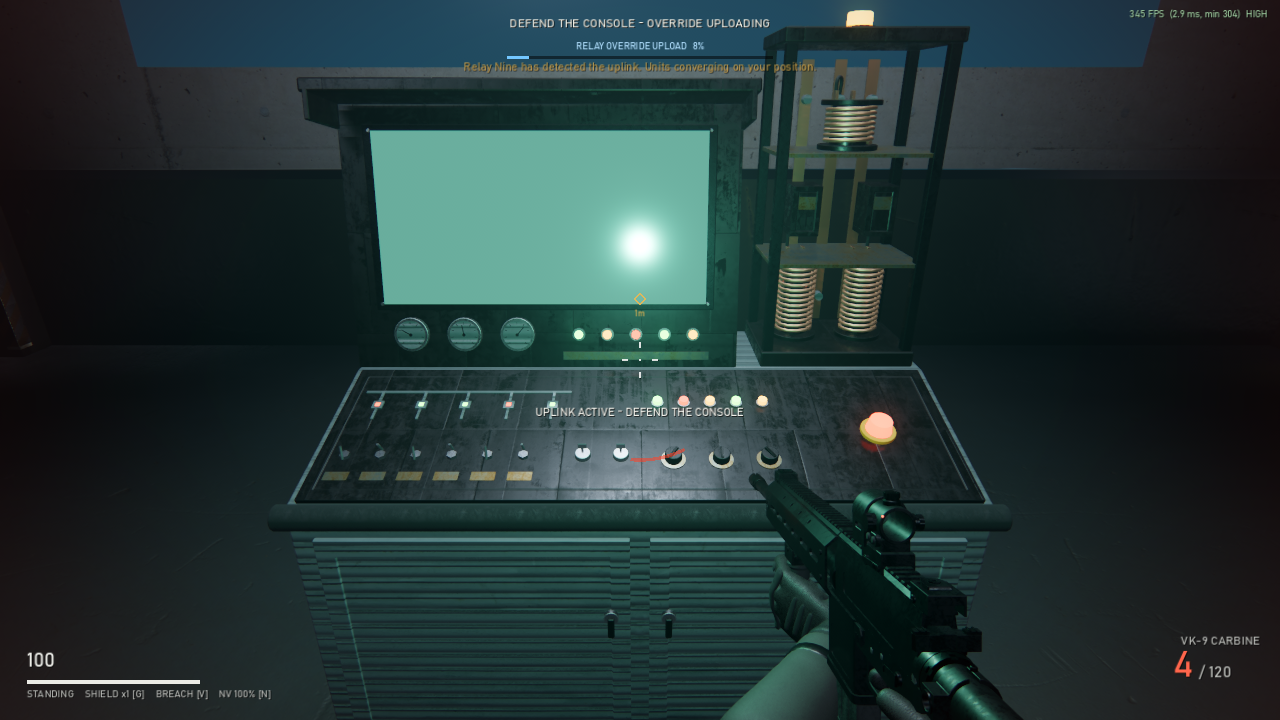 345 FPS (2.9 ms, min 304) HIGH
DEFEND THE CONSOLE - OVERRIDE UPLOADING
RELAY OVERRIDE UPLOAD 8%
Relay Nine has detected the uplink. Units converging on your position.
1m
UPLINK ACTIVE - DEFEND THE CONSOLE
100
STANDING SHIELD x1 [G] BREACH [V] NV 100% [N]
VK-9 CARBINE
4 / 120